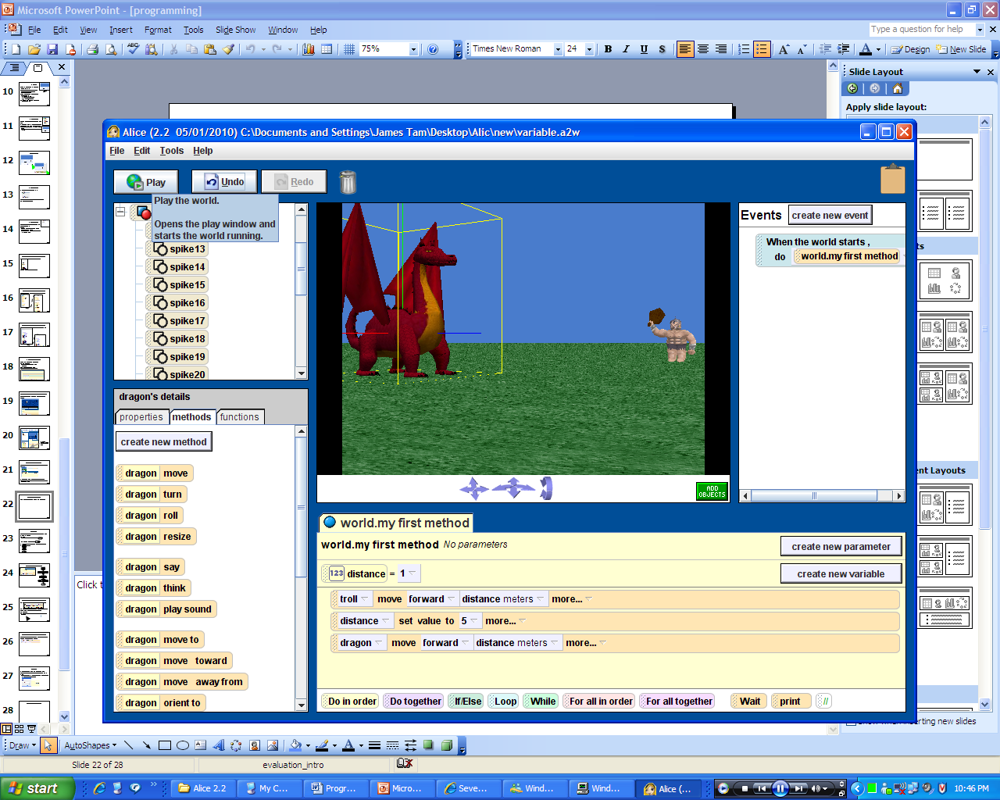 Microsoft PowerPoint - [programming]
File Edit View Insert Format Tools Slide Show Window Help
Type a question for help
75%
Times New Roman
24
B I U S
Design
New Slide
Slide Layout
Apply slide layout:
10
11
12
13
14
15
16
17
18
19
20
21
22
23
24
25
26
27
28
Alice (2.2 05/01/2010) C:\Documents and Settings\James Tam\Desktop\Alic\new\variable.a2w
File Edit Tools Help
Play
Undo
Redo
Play the world.
Opens the play window and
starts the world running.
spike13
spike14
spike15
spike16
spike17
spike18
spike19
spike20
dragon's details
properties methods functions
create new method
dragon move
dragon turn
dragon roll
dragon resize
dragon say
dragon think
dragon play sound
dragon move to
dragon move toward
dragon move away from
dragon orient to
ADD
OBJECTS
Events create new event
When the world starts ,
do world.my first method
world.my first method
world.my first method No parameters
create new parameter
123 distance = 1
create new variable
troll move forward distance meters more...
distance set value to 5 more...
dragon move forward distance meters more...
Do in order Do together If/Else Loop While For all in order For all together Wait print //
Click t
ts
ent Layouts
Show when inserting new slides
Draw AutoShapes
Slide 22 of 28
evaluation_intro
start
Alice 2.2
My C...
Progr...
Micro...
Seve...
Wind...
Wind...
Alice (...
10:46 PM